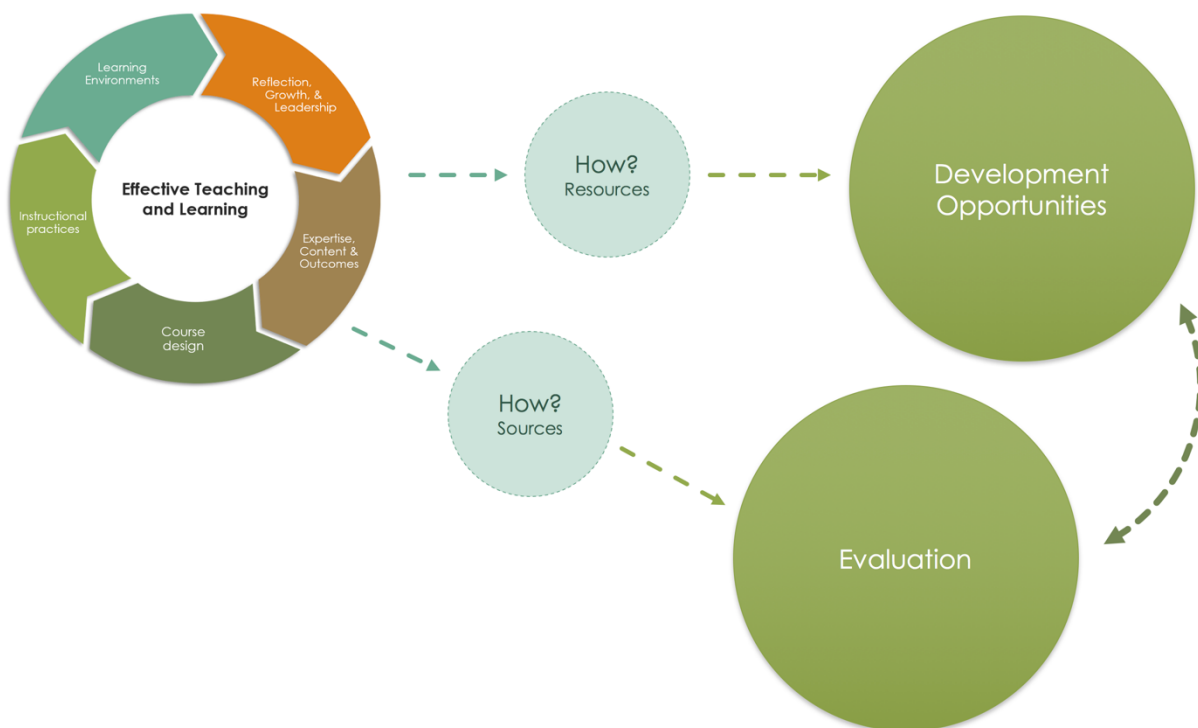 Learning
Environments
Reflection,
Growth, &
Leadership
Effective Teaching
and Learning
Instructional
practices
Expertise,
Content &
Outcomes
Course
design
How?
Resources
Development
Opportunities
How?
Sources
Evaluation